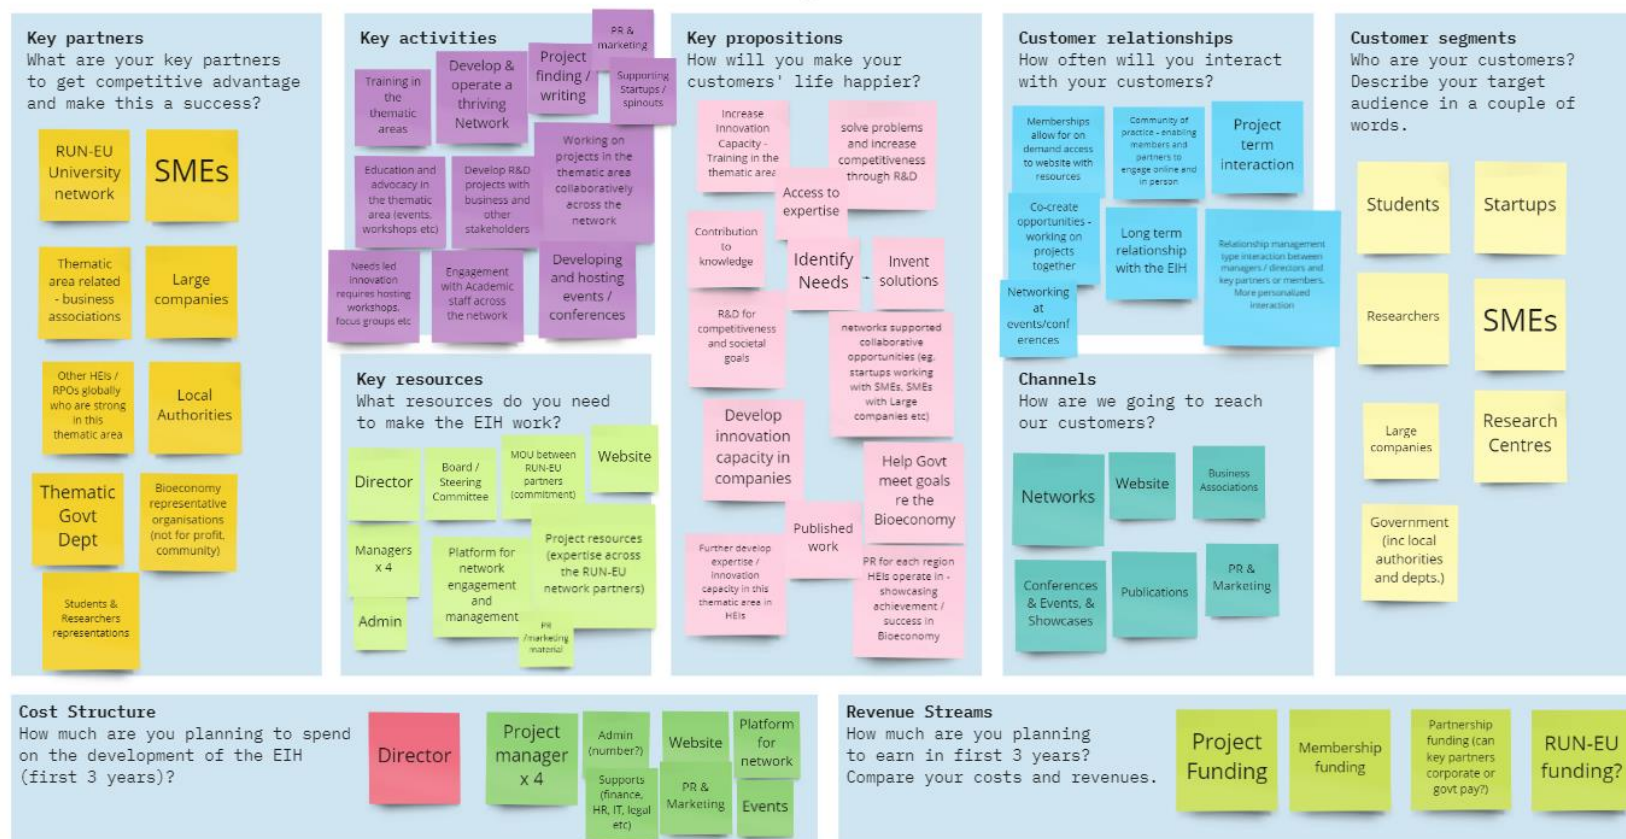 Key partners
What are your key partners
to get competitive advantage
and make this a success?
RUN-EU
University
network
SMEs
Thematic
area related
- business
associations
Large
companies
Other HEIs /
RPOs globally
who are strong
in this
thematic area
Local
Authorities
Thematic
Govt
Dept
Bioeconomy
representative
organisations
(not for profit,
community)
Students &
Researchers
representations
Key activities
Training in
the
thematic
areas
Develop &
operate a
thriving
Network
Project
finding /
writing
PR &
marketing
Supporting
Startups /
spinouts
Education and
advocacy in
the thematic
area (events,
workshops etc)
Develop R&D
projects with
business and
other
stakeholders
Working on
projects in the
thematic area
collaboratively
across the
network
Needs led
innovation
requires hosting
workshops,
focus groups etc
Engagement
with Academic
staff across
the network
Developing
and hosting
events /
conferences
Key resources
What resources do you need
to make the EIH work?
Director
Board /
Steering
Committee
MOU between
RUN-EU
partners
(commitment)
Website
Managers
x 4
Platform for
network
engagement
and
management
Project resources
(expertise across
the RUN-EU
network partners)
Admin
PR
/marketing
material
Key propositions
How will you make your
customers' life happier?
Increase
Innovation
Capacity -
Training in the
thematic area
solve problems
and increase
competitiveness
through R&D
Access to
expertise
Contribution
to
knowledge
Identify
Needs
Invent
solutions
R&D for
competitiveness
and societal
goals
networks supported
collaborative
opportunities (eg.
startups working
with SMEs, SMEs
with Large
companies etc)
Develop
innovation
capacity in
companies
Help Govt
meet goals
re the
Bioeconomy
Published
work
Further develop
expertise /
innovation
capacity in this
thematic area in
HEIs
PR for each region
HEIs operate in -
showcasing
achievement /
success in
Bioeconomy
Customer relationships
How often will you interact
with your customers?
Memberships
allow for on
demand access
to website with
resources
Community of
practice - enabling
members and
partners to
engage online and
in person
Project
term
interaction
Co-create
opportunities -
working on
projects
together
Long term
relationship
with the EIH
Relationship management
type interaction between
managers / directors and
key partners or members.
More personalued
interaction
Networking
at
events/conf
erences
Channels
How are we going to reach
our customers?
Networks
Website
Business
Associations
Conferences
& Events, &
Showcases
Publications
PR &
Marketing
Customer segments
Who are your customers?
Describe your target
audience in a couple of
words.
Students
Startups
Researchers
SMEs
Large
companies
Research
Centres
Government
(inc local
authorities
and depts.)
Cost Structure
How much are you planning to spend
on the development of the EIH
(first 3 years)?
Director
Project
manager
x 4
Admin
(number?)
Website
Platform
for
network
Supports
(finance,
HR, IT, legal
etc)
PR &
Marketing
Events
Revenue Streams
How much are you planning
to earn in first 3 years?
Compare your costs and revenues.
Project
Funding
Membership
funding
Partnership
funding (can
key partners
corporate or
govt pay?)
RUN-EU
funding?